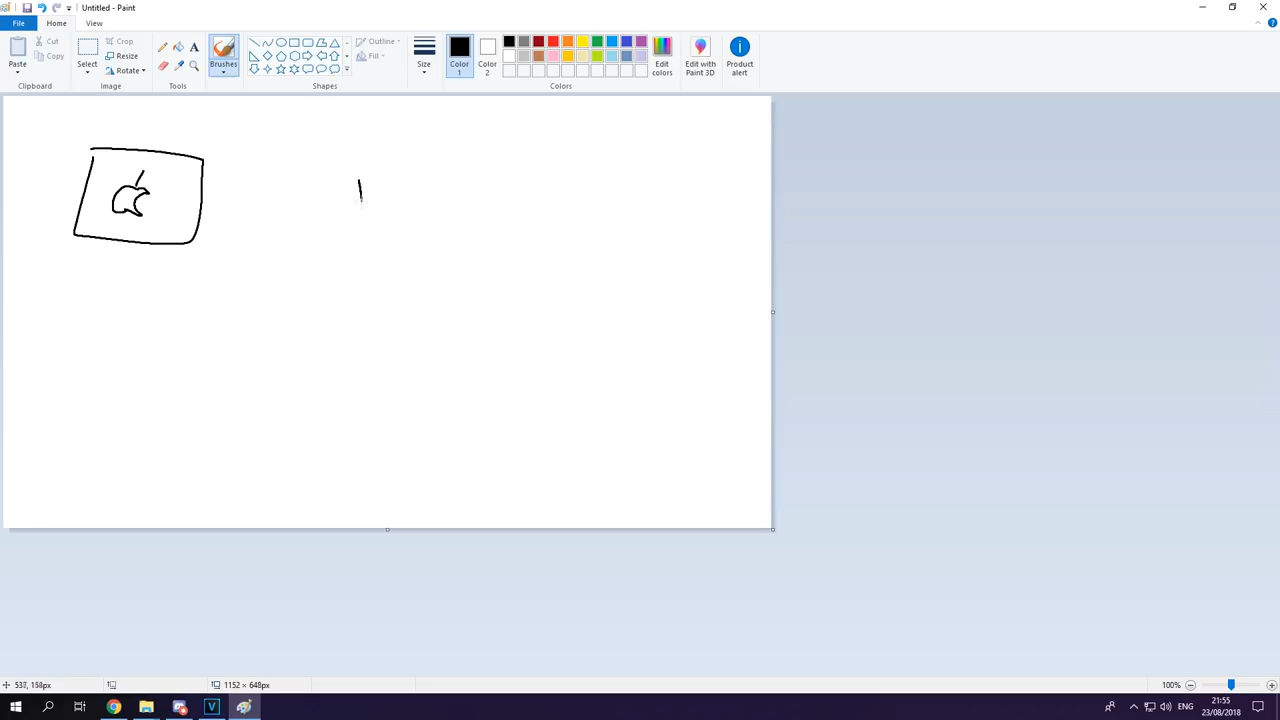 Untitled - Paint
File Home View
Paste
Cut
Copy
Clipboard
Select
Crop
Resize
Rotate
Image
A
Tools
Brushes
Outline
Fill
Shapes
Size
Color 1
Color 2
Colors
Edit colors
Edit with Paint 3D
Product alert
537, 158px
1152 × 648px
100%
V
ENG
21:55
23/08/2018